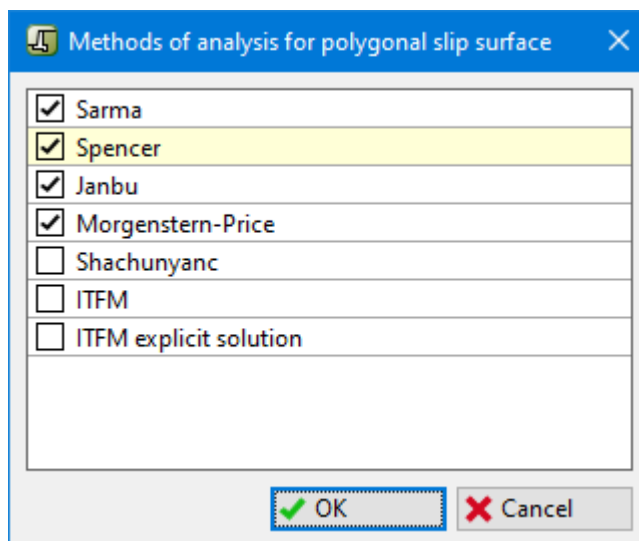 Methods of analysis for polygonal slip surface
Sarma
Spencer
Janbu
Morgenstern-Price
Shachunyanc
ITFM
ITFM explicit solution
OK
Cancel